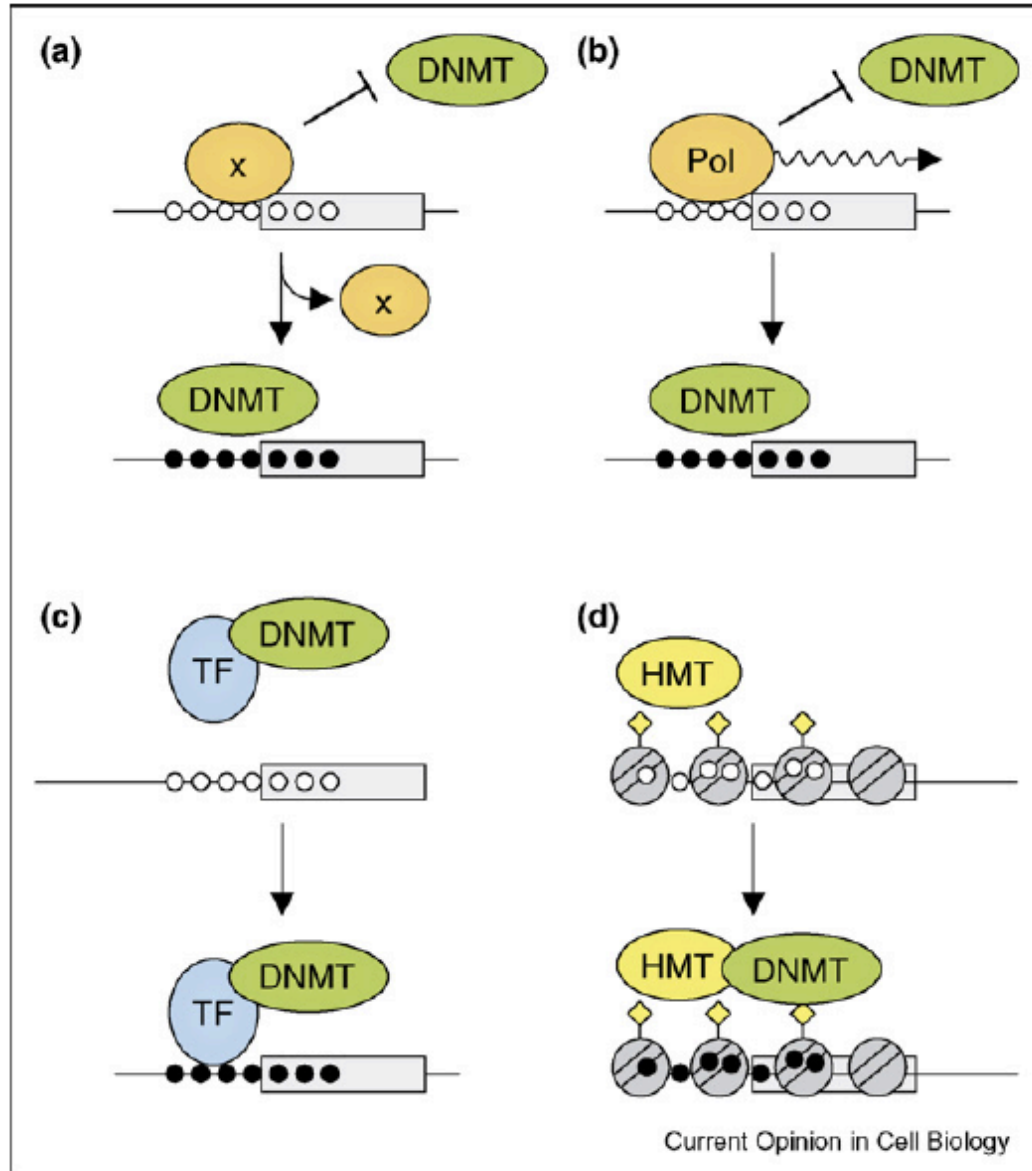 (a)
DNMT
x
x
DNMT
(b)
DNMT
Pol
DNMT
(c)
DNMT
TF
DNMT
TF
(d)
HMT
HMT
DNMT
Current Opinion in Cell Biology